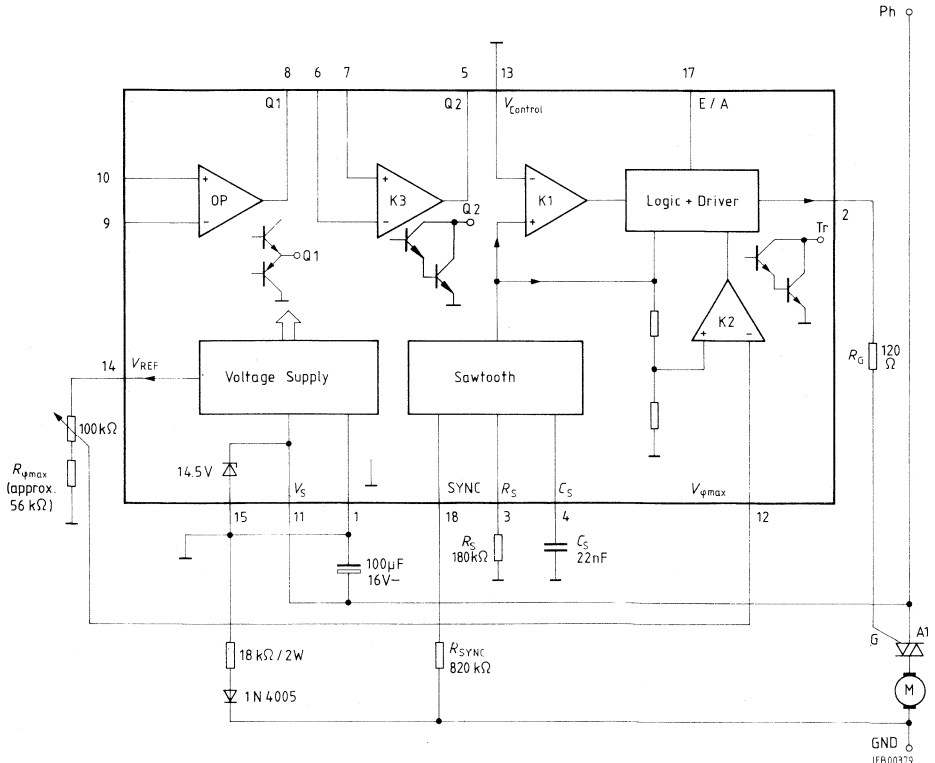 Ph
8 6 7 5 13 17
Q1 Q2 V Control E / A
10
9
+
−
OP
+
−
K3
−
+
K1
Logic + Driver
2
Q2
Q1
Tr
K2
+ −
14 VREF
Voltage Supply
Sawtooth
RG 120 Ω
100kΩ
Rφmax
(approx.
56 kΩ)
14.5V
VS SYNC RS CS Vφmax
15 11 1 18 3 4 12
RS
180kΩ
CS
22nF
100µF
16V−
G A1
18 kΩ / 2W
RSYNC
820 kΩ
1 N 4005
M
GND
IEB00379